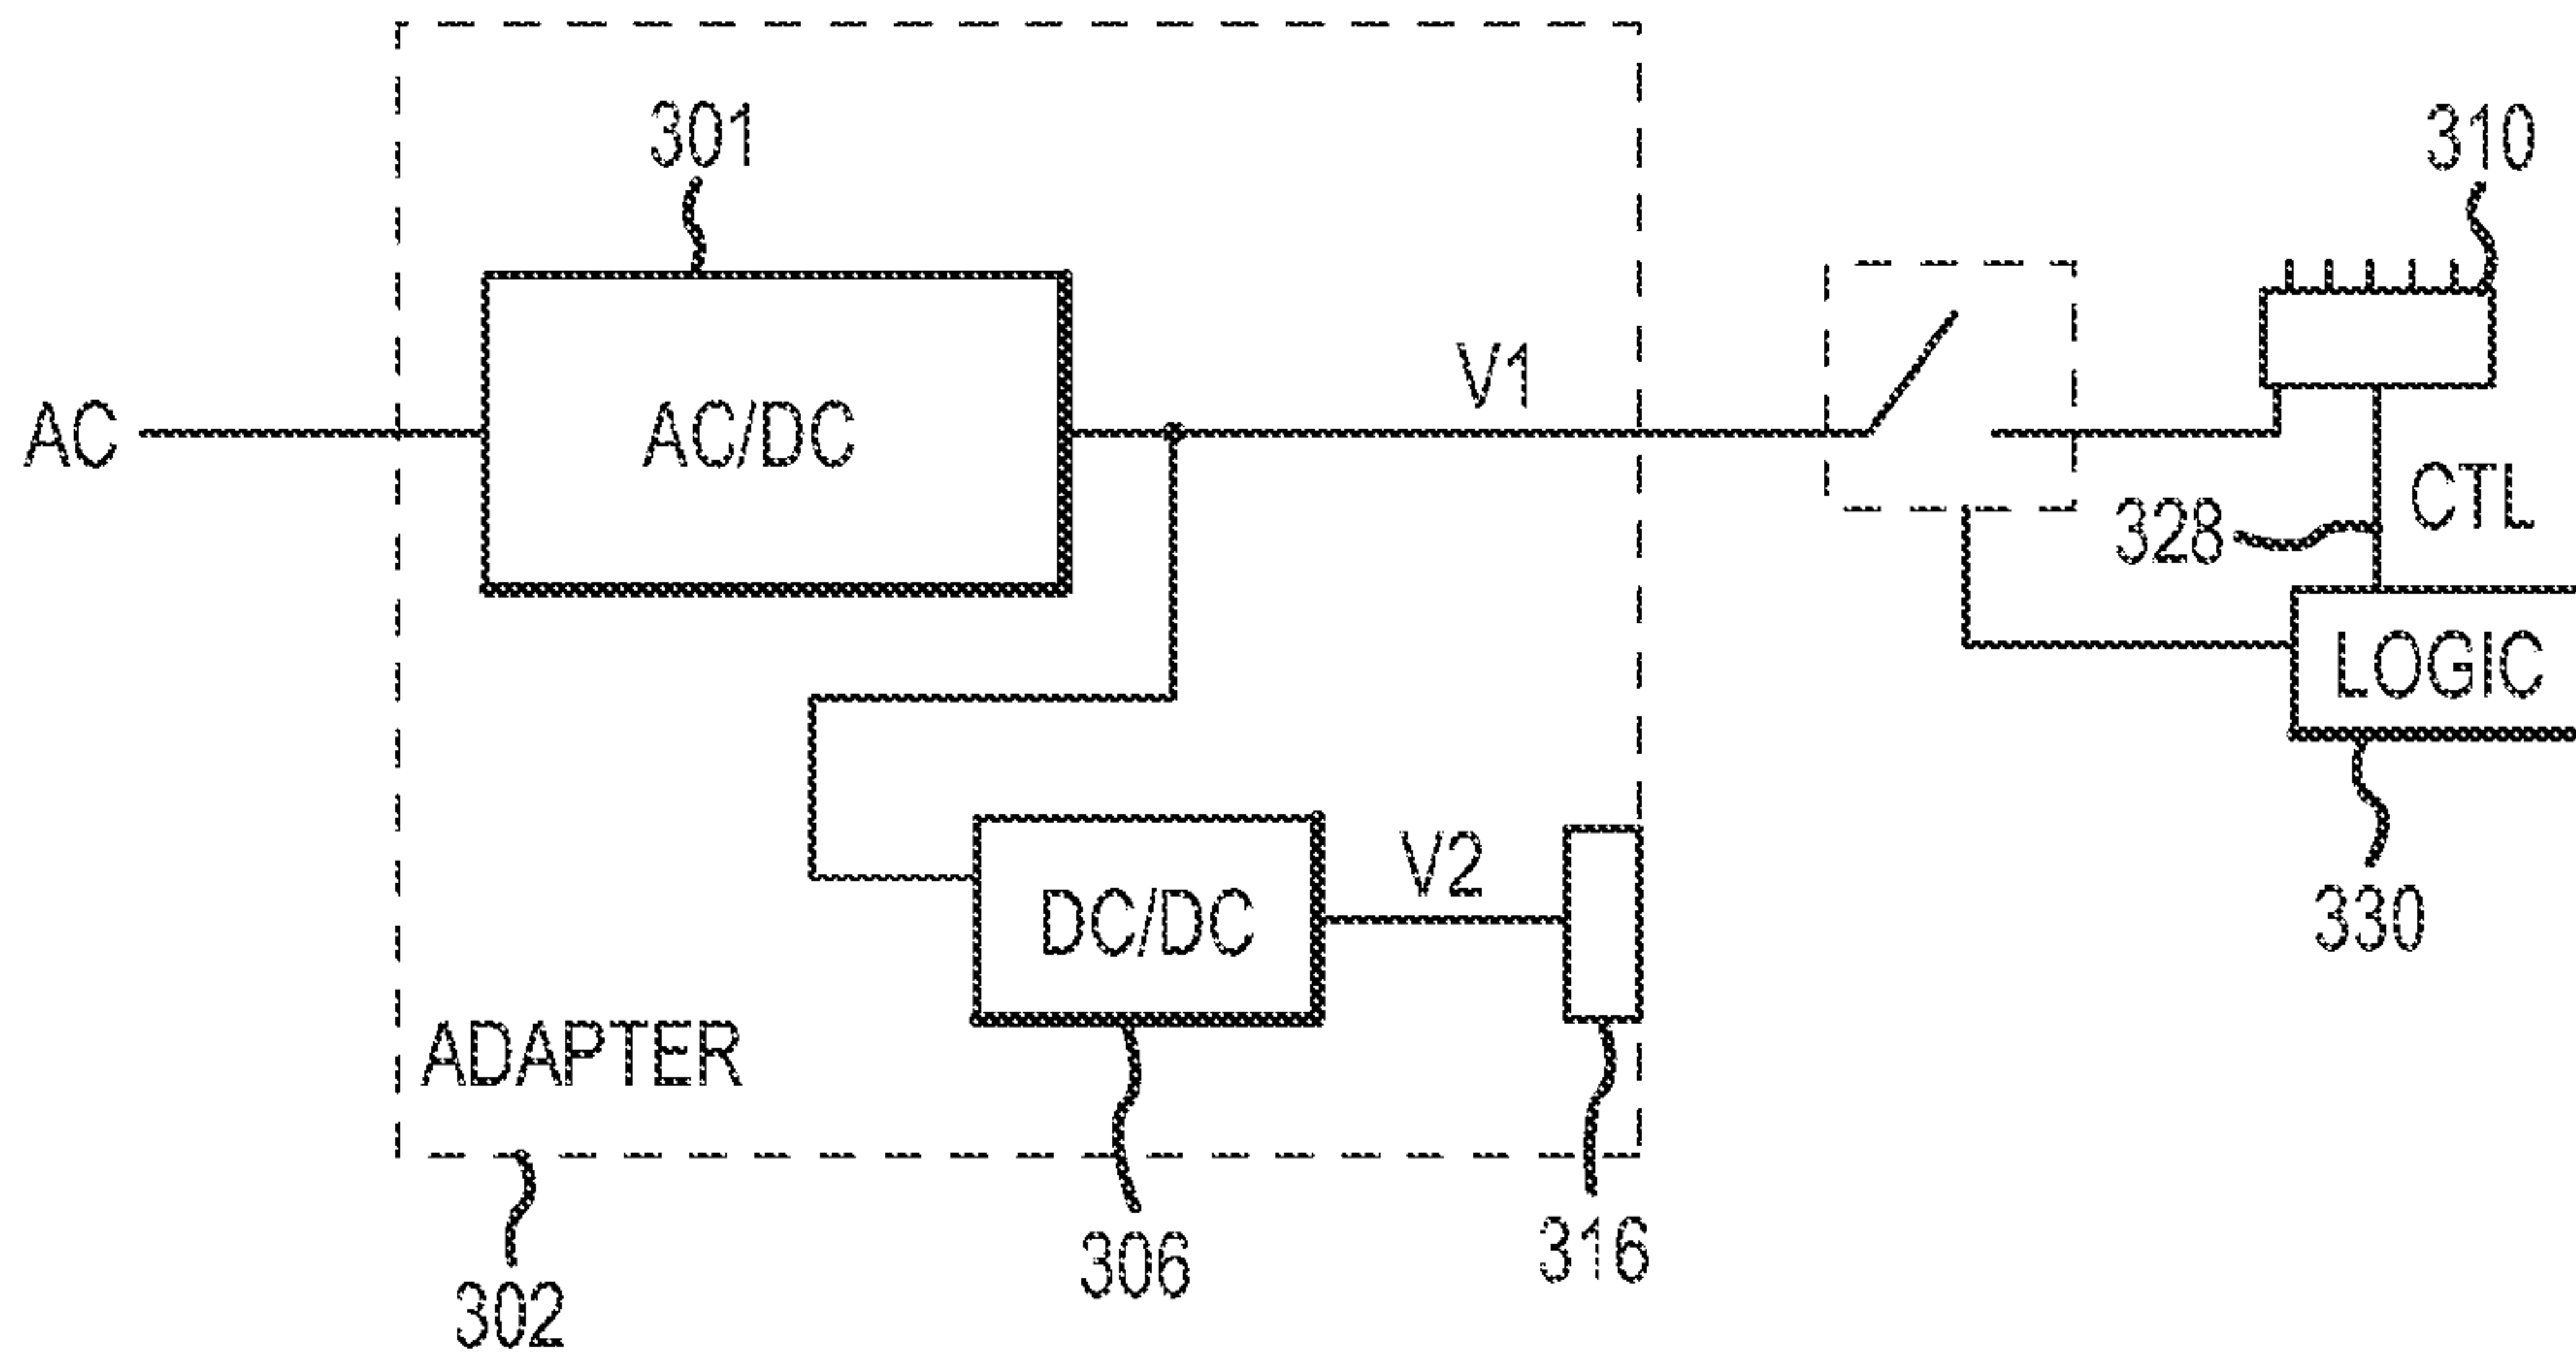 301
310
V1
AC
AC/DC
CTL
328
LOGIC
V2
DC/DC
330
ADAPTER
316
306
302